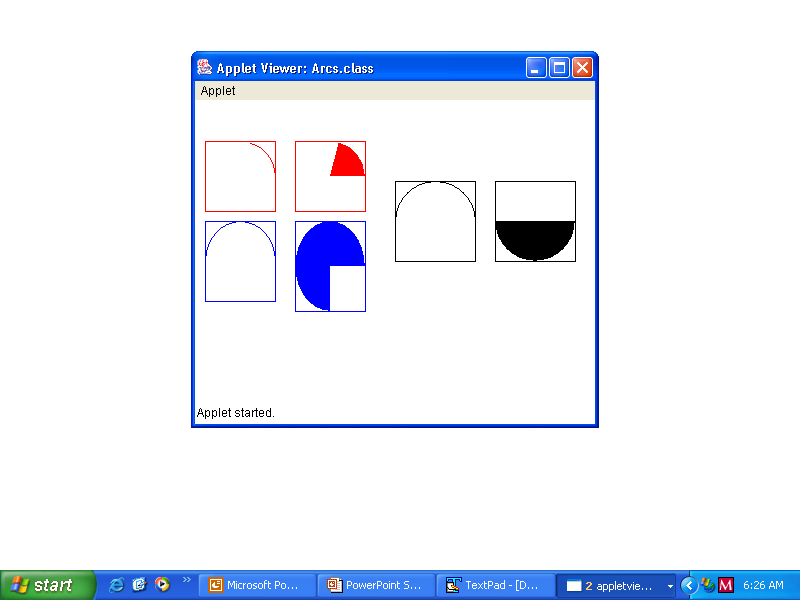 Applet Viewer: Arcs.class
Applet
Applet started.
start
»
Microsoft Po...
PowerPoint S...
TextPad - [D...
2 appletvie...
M
6:26 AM